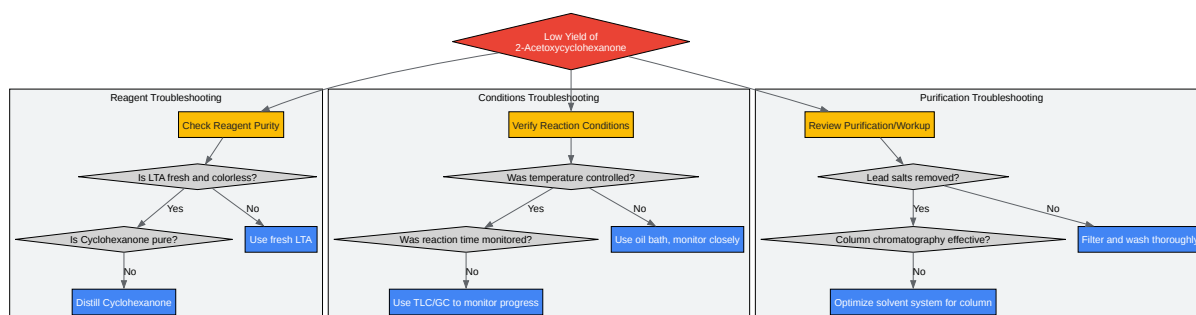 Low Yield of
2-Acetoxycyclohexanone
Reagent Troubleshooting
Conditions Troubleshooting
Purification Troubleshooting
Check Reagent Purity
Verify Reaction Conditions
Review Purification/Workup
Is LTA fresh and colorless?
Was temperature controlled?
Lead salts removed?
Yes
No
Yes
No
Yes
No
Is Cyclohexanone pure?
Use fresh LTA
Was reaction time monitored?
Use oil bath, monitor closely
Column chromatography effective?
Filter and wash thoroughly
No
No
No
Distill Cyclohexanone
Use TLC/GC to monitor progress
Optimize solvent system for column